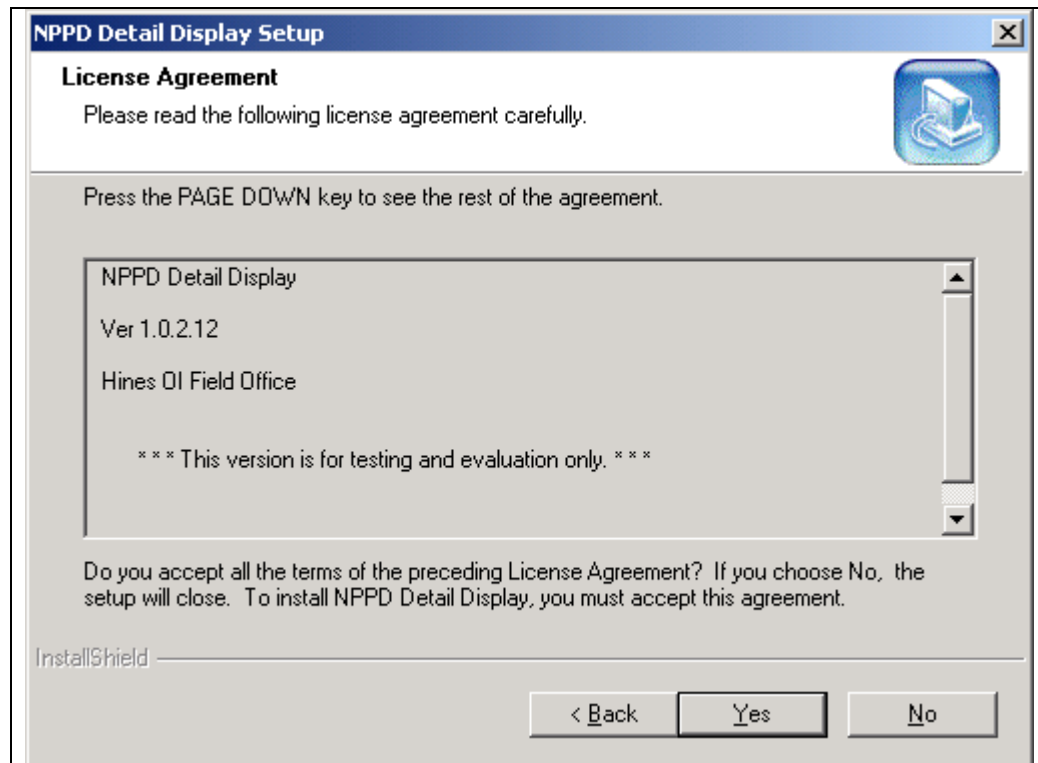 NPPD Detail Display Setup
License Agreement
Please read the following license agreement carefully.
Press the PAGE DOWN key to see the rest of the agreement.
NPPD Detail Display
Ver 1.0.2.12
Hines OI Field Office
* * * This version is for testing and evaluation only. * * *
Do you accept all the terms of the preceding License Agreement?  If you choose No,  the
setup will close.  To install NPPD Detail Display, you must accept this agreement.
InstallShield
< Back
Yes
No